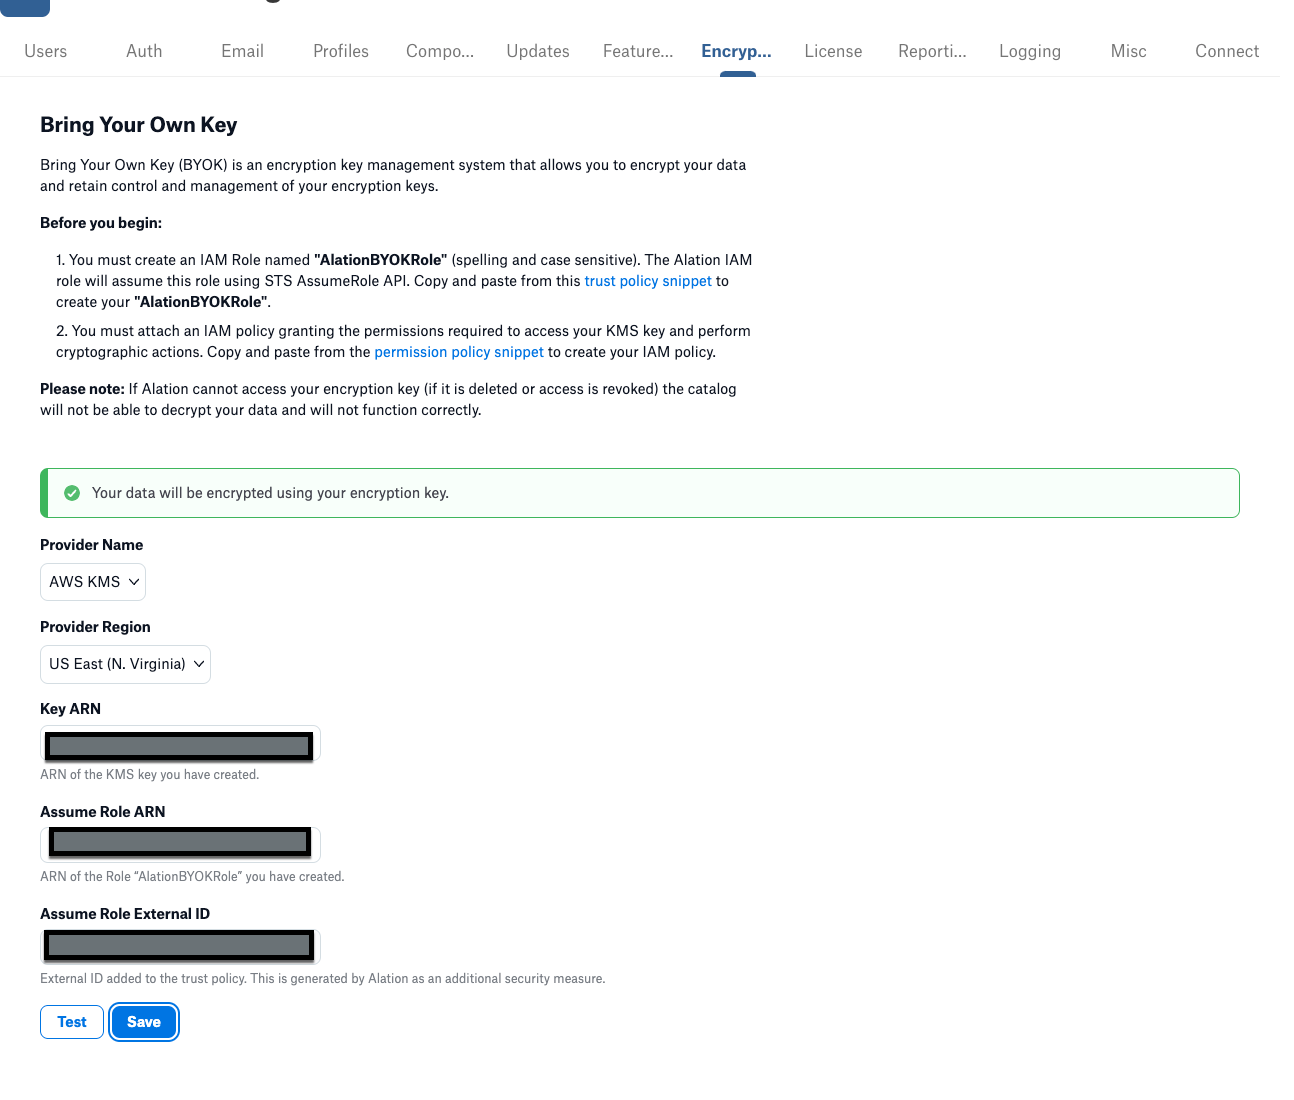 Users Auth Email Profiles Compo... Updates Feature... Encryp... License Reporti... Logging Misc Connect
Bring Your Own Key
Bring Your Own Key (BYOK) is an encryption key management system that allows you to encrypt your data
and retain control and management of your encryption keys.
Before you begin:
1. You must create an IAM Role named "AlationBYOKRole" (spelling and case sensitive). The Alation IAM
role will assume this role using STS AssumeRole API. Copy and paste from this trust policy snippet to
create your "AlationBYOKRole".
2. You must attach an IAM policy granting the permissions required to access your KMS key and perform
cryptographic actions. Copy and paste from the permission policy snippet to create your IAM policy.
Please note: If Alation cannot access your encryption key (if it is deleted or access is revoked) the catalog
will not be able to decrypt your data and will not function correctly.
Your data will be encrypted using your encryption key.
Provider Name
AWS KMS
Provider Region
US East (N. Virginia)
Key ARN
ARN of the KMS key you have created.
Assume Role ARN
ARN of the Role “AlationBYOKRole” you have created.
Assume Role External ID
External ID added to the trust policy. This is generated by Alation as an additional security measure.
Test Save